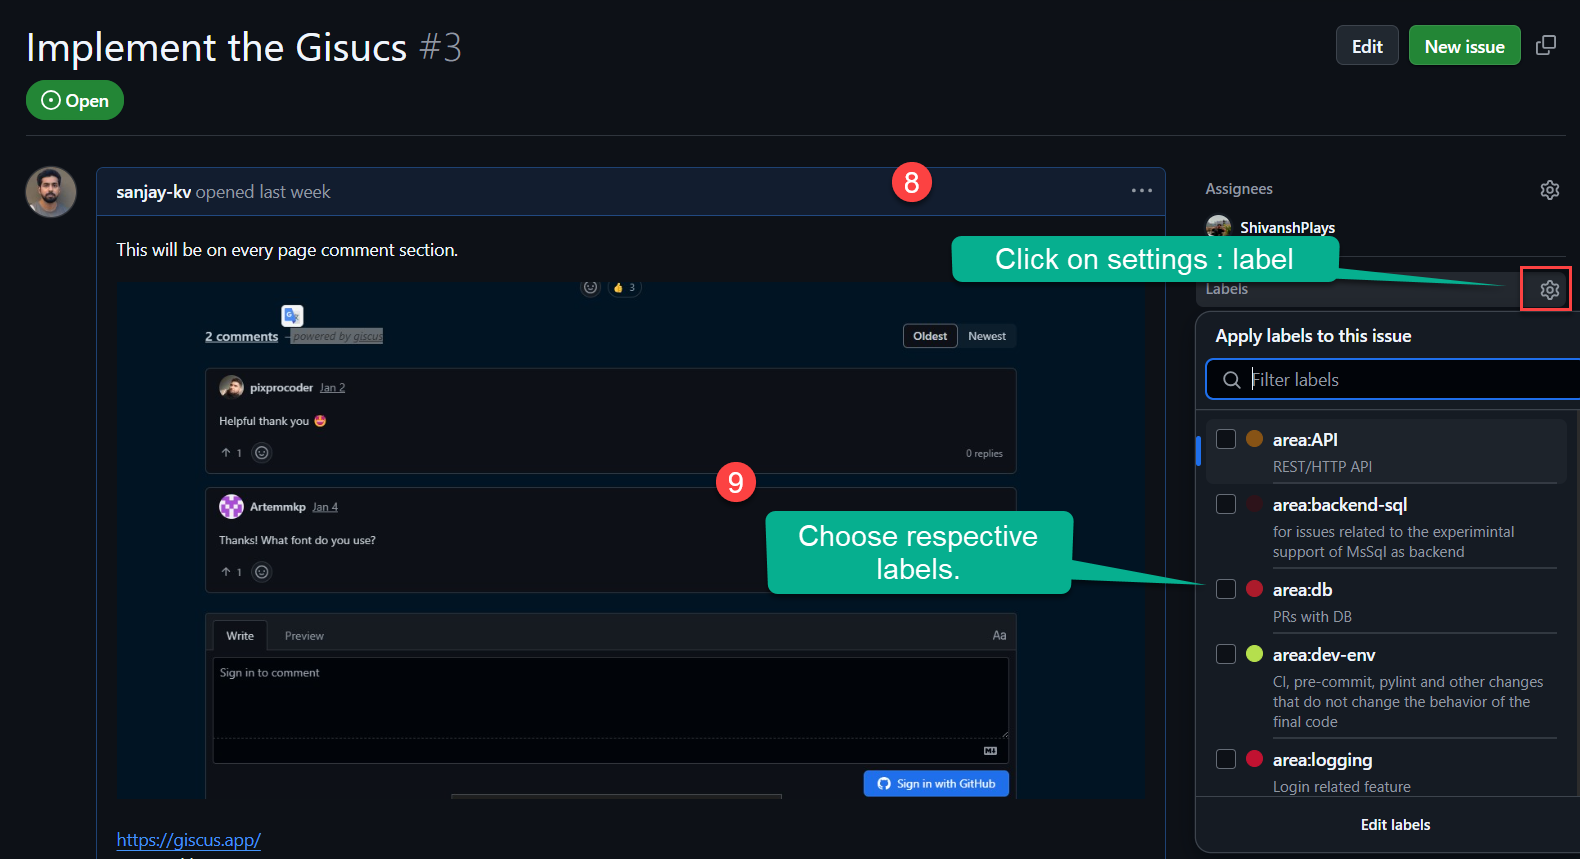 Implement the Gisucs #3
Edit
New issue
Open
sanjay-kv opened last week
8
This will be on every page comment section.
👍 3
2 comments – powered by giscus
Oldest
Newest
pixprocoder Jan 2
Helpful thank you 🤩
↑ 1
0 replies
9
Artemmkp Jan 4
Thanks! What font do you use?
↑ 1
Choose respective
labels.
Write
Preview
Aa
Sign in to comment
Sign in with GitHub
https://giscus.app/
Assignees
ShivanshPlays
Click on settings : label
Labels
Apply labels to this issue
Filter labels
area:API
REST/HTTP API
area:backend-sql
for issues related to the experimintal
support of MsSql as backend
area:db
PRs with DB
area:dev-env
CI, pre-commit, pylint and other changes
that do not change the behavior of the
final code
area:logging
Login related feature
Edit labels